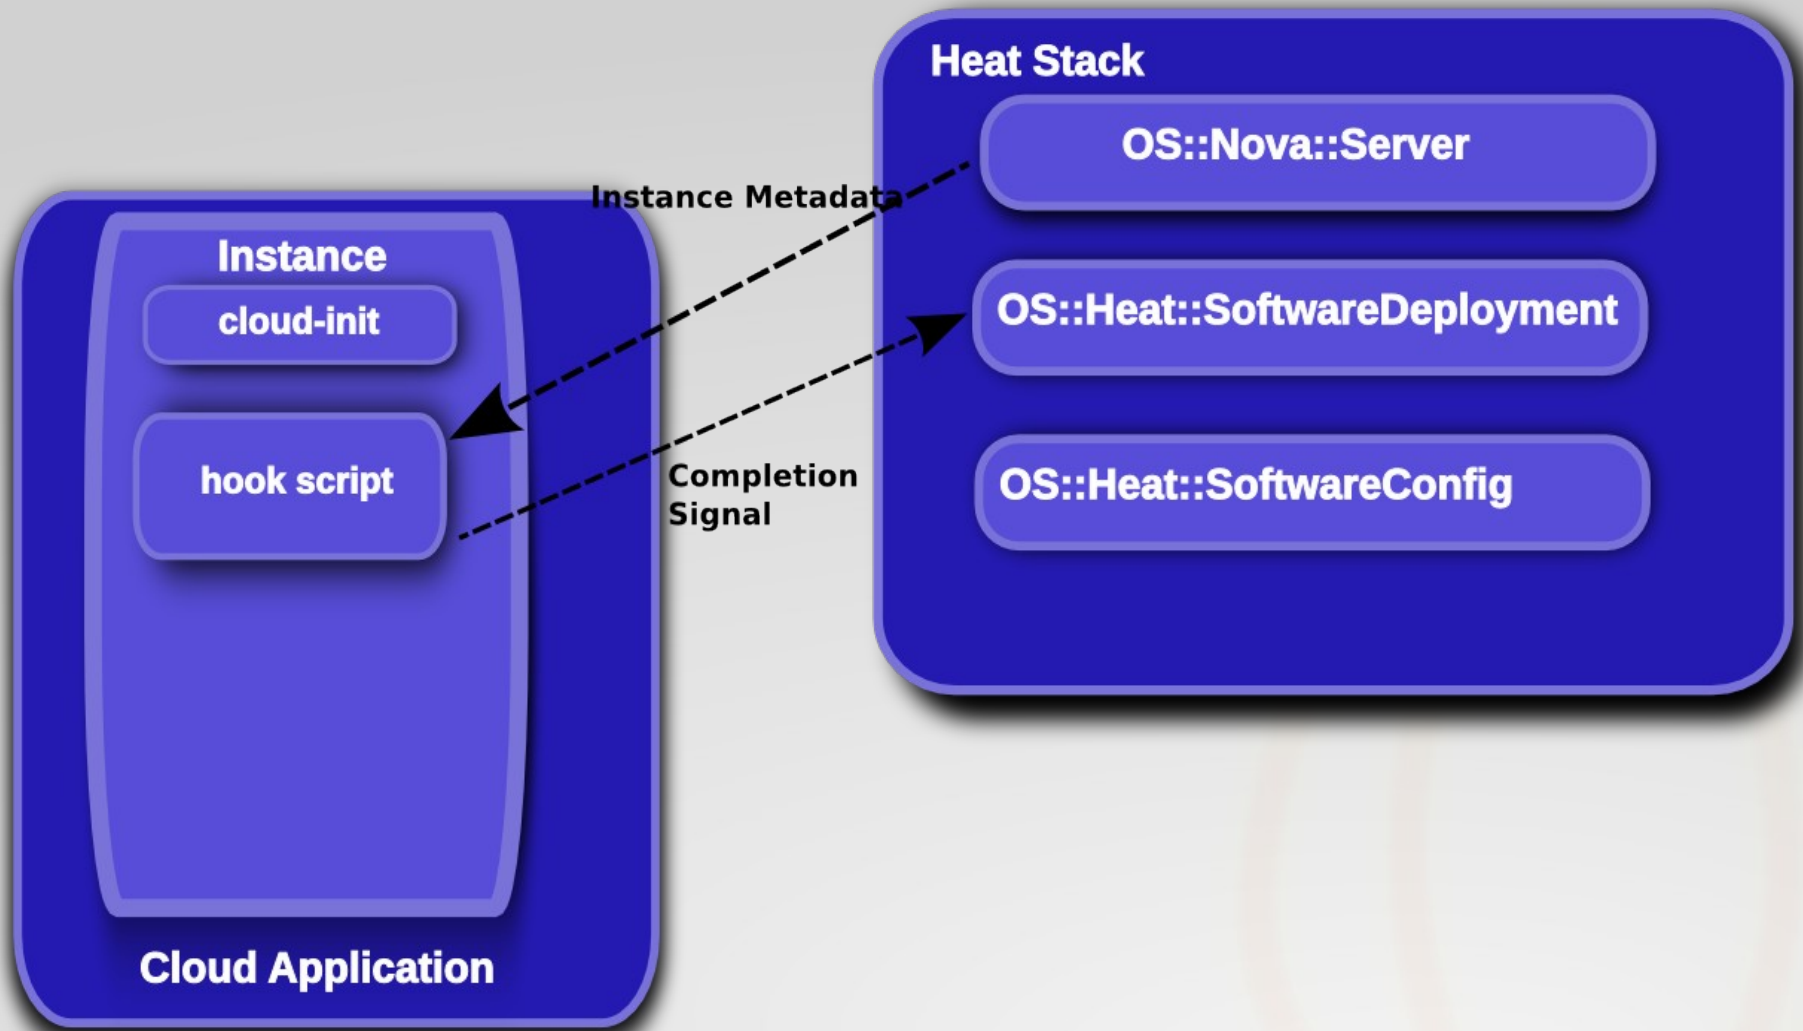 Heat Stack
OS::Nova::Server
Instance Metadata
Instance
cloud-init
OS::Heat::SoftwareDeployment
hook script
Completion
Signal
OS::Heat::SoftwareConfig
Cloud Application